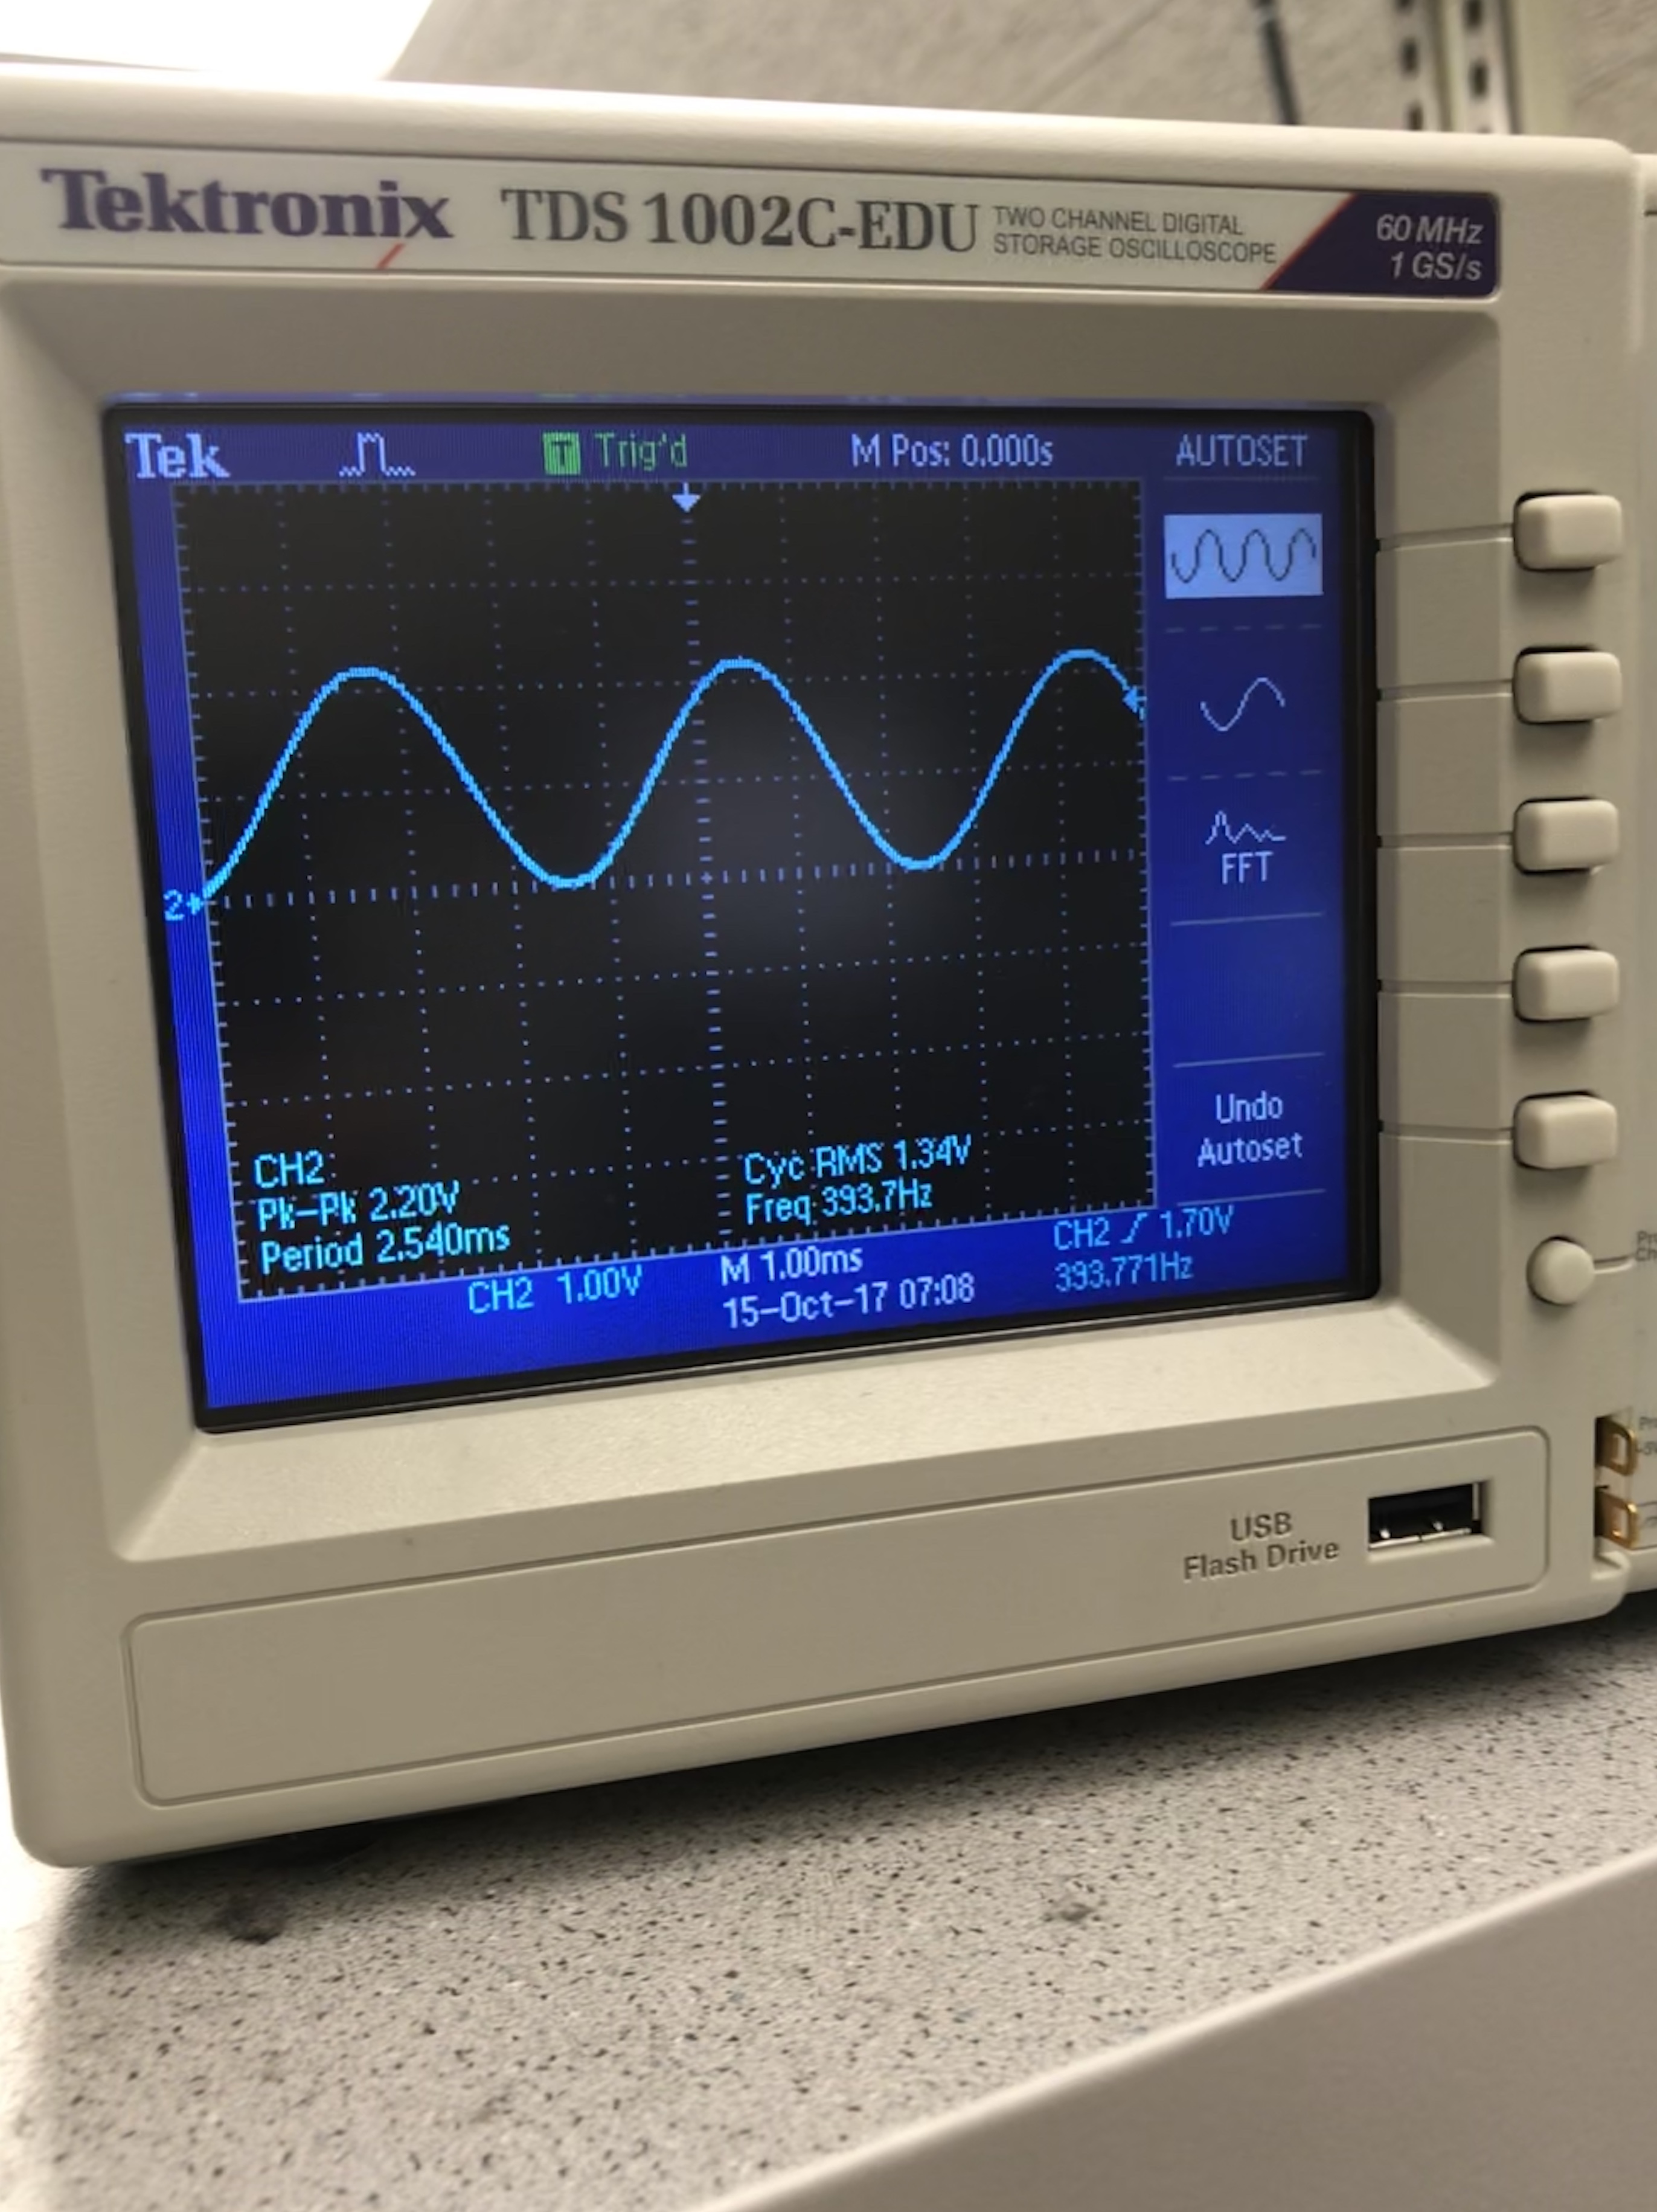 Tektronix TDS 1002C-EDU TWO CHANNEL DIGITAL
STORAGE OSCILLOSCOPE
60 MHz
1 GS/s
Tek Trig'd M Pos: 0.000s AUTOSET
2
FFT
Undo
Autoset
CH2
Pk-Pk 2.20V
Period 2.540ms
Cyc RMS 1.34V
Freq 393.7Hz
CH2 1.00V
M 1.00ms
15-Oct-17 07:08
CH2 1.70V
393.771Hz
USB
Flash Drive